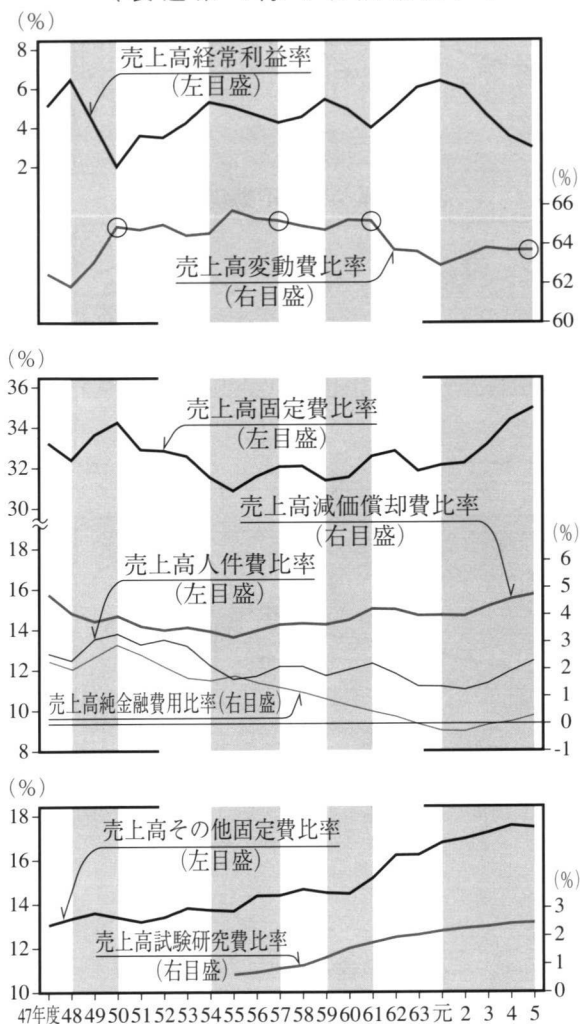 (%)
8
6
4
2
売上高経常利益率
(左目盛)
(%)
66
64
62
60
売上高変動費比率
(右目盛)
(%)
36
34
32
30
18
16
14
12
10
8
売上高固定費比率
(左目盛)
売上高減価償却費比率
(右目盛)
売上高人件費比率
(左目盛)
売上高純金融費用比率(右目盛)
(%)
6
5
4
3
2
1
0
-1
(%)
18
16
14
12
10
売上高その他固定費比率
(左目盛)
売上高試験研究費比率
(右目盛)
(%)
3
2
1
0
47年度 48 49 50 51 52 53 54 55 56 57 58 59 60 61 62 63 元 2 3 4 5